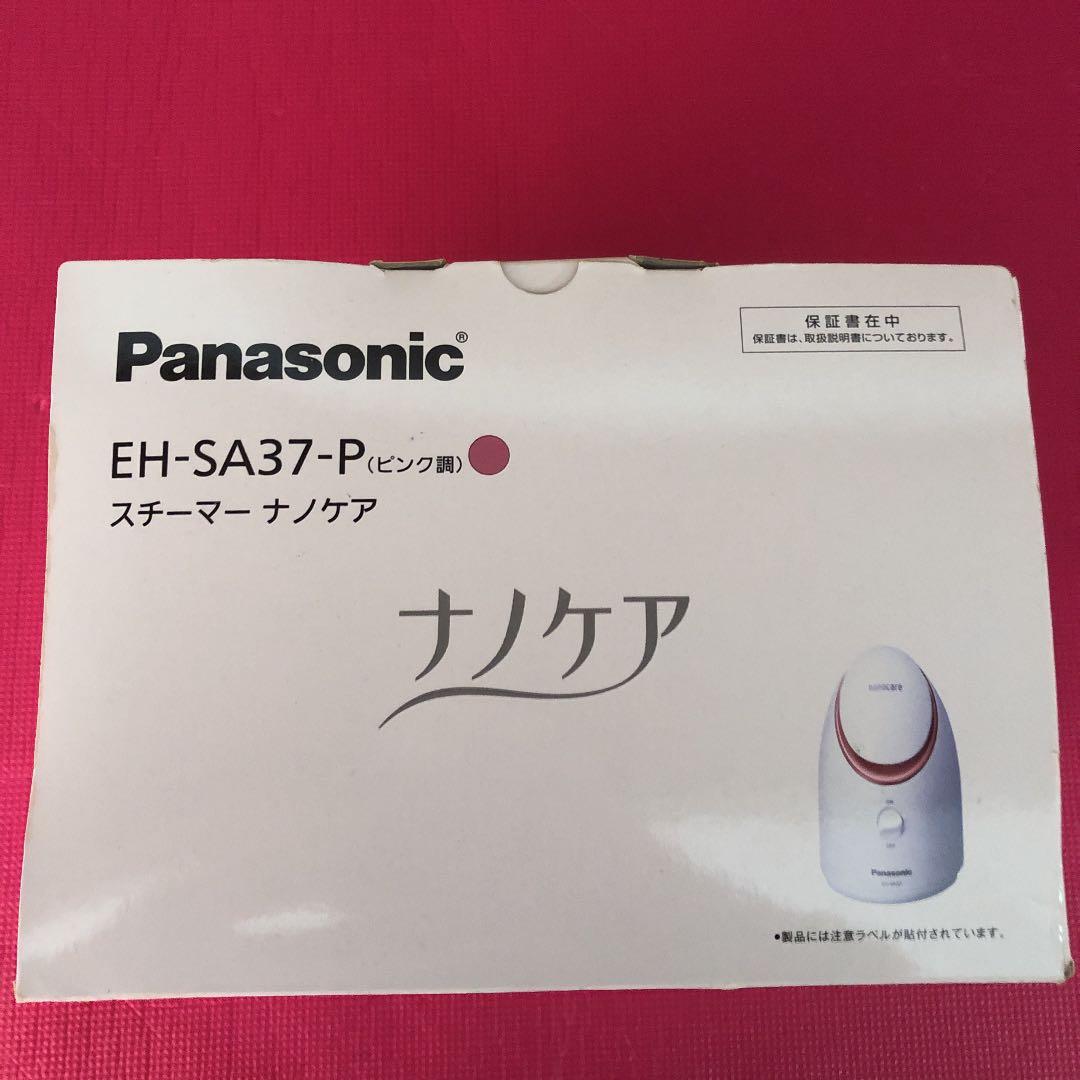 Panasonic®
保証書在中
保証書は、取扱説明書についております。
EH-SA37-P(ピンク調)
スチーマー ナノケア
ナノケア
nanocare
ON
OFF
Panasonic
•製品には注意ラベルが貼付されています。